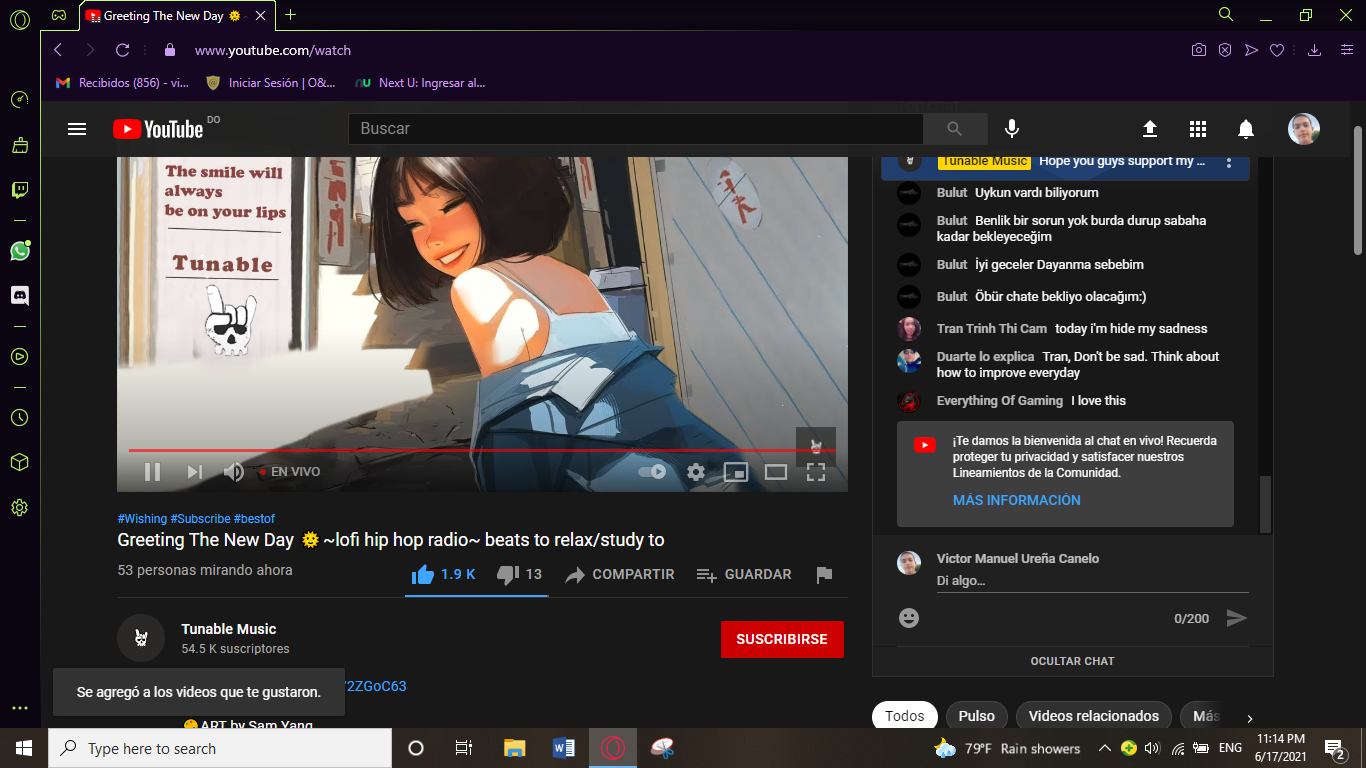 Greeting The New Day 🌞 -
www.youtube.com/watch
Recibidos (856) - vi...
Iniciar Sesión | O&...
nu Next U: Ingresar al...
YouTube DO
Buscar
The smile will
always
be on your lips
Tunable
EN VIVO
#Wishing #Subscribe #bestof
Greeting The New Day 🌞 ~lofi hip hop radio~ beats to relax/study to
53 personas mirando ahora
1.9 K
13
COMPARTIR
GUARDAR
Tunable Music
54.5 K suscriptores
SUSCRIBIRSE
Se agregó a los videos que te gustaron.
/2ZGoC63
ART by Sam Yang
Tunable Music Hope you guys support my ...
Bulut Uykun vardı biliyorum
Bulut Benlik bir sorun yok burda durup sabaha
kadar bekleyeceğim
Bulut İyi geceler Dayanma sebebim
Bulut Öbür chate bekliyo olacağım:)
Tran Trinh Thi Cam today i'm hide my sadness
Duarte lo explica Tran, Don't be sad. Think about
how to improve everyday
Everything Of Gaming I love this
¡Te damos la bienvenida al chat en vivo! Recuerda
proteger tu privacidad y satisfacer nuestros
Lineamientos de la Comunidad.
MÁS INFORMACIÓN
Victor Manuel Ureña Canelo
Di algo...
0/200
OCULTAR CHAT
Todos
Pulso
Videos relacionados
Más
Type here to search
79°F Rain showers
ENG
11:14 PM
6/17/2021
2